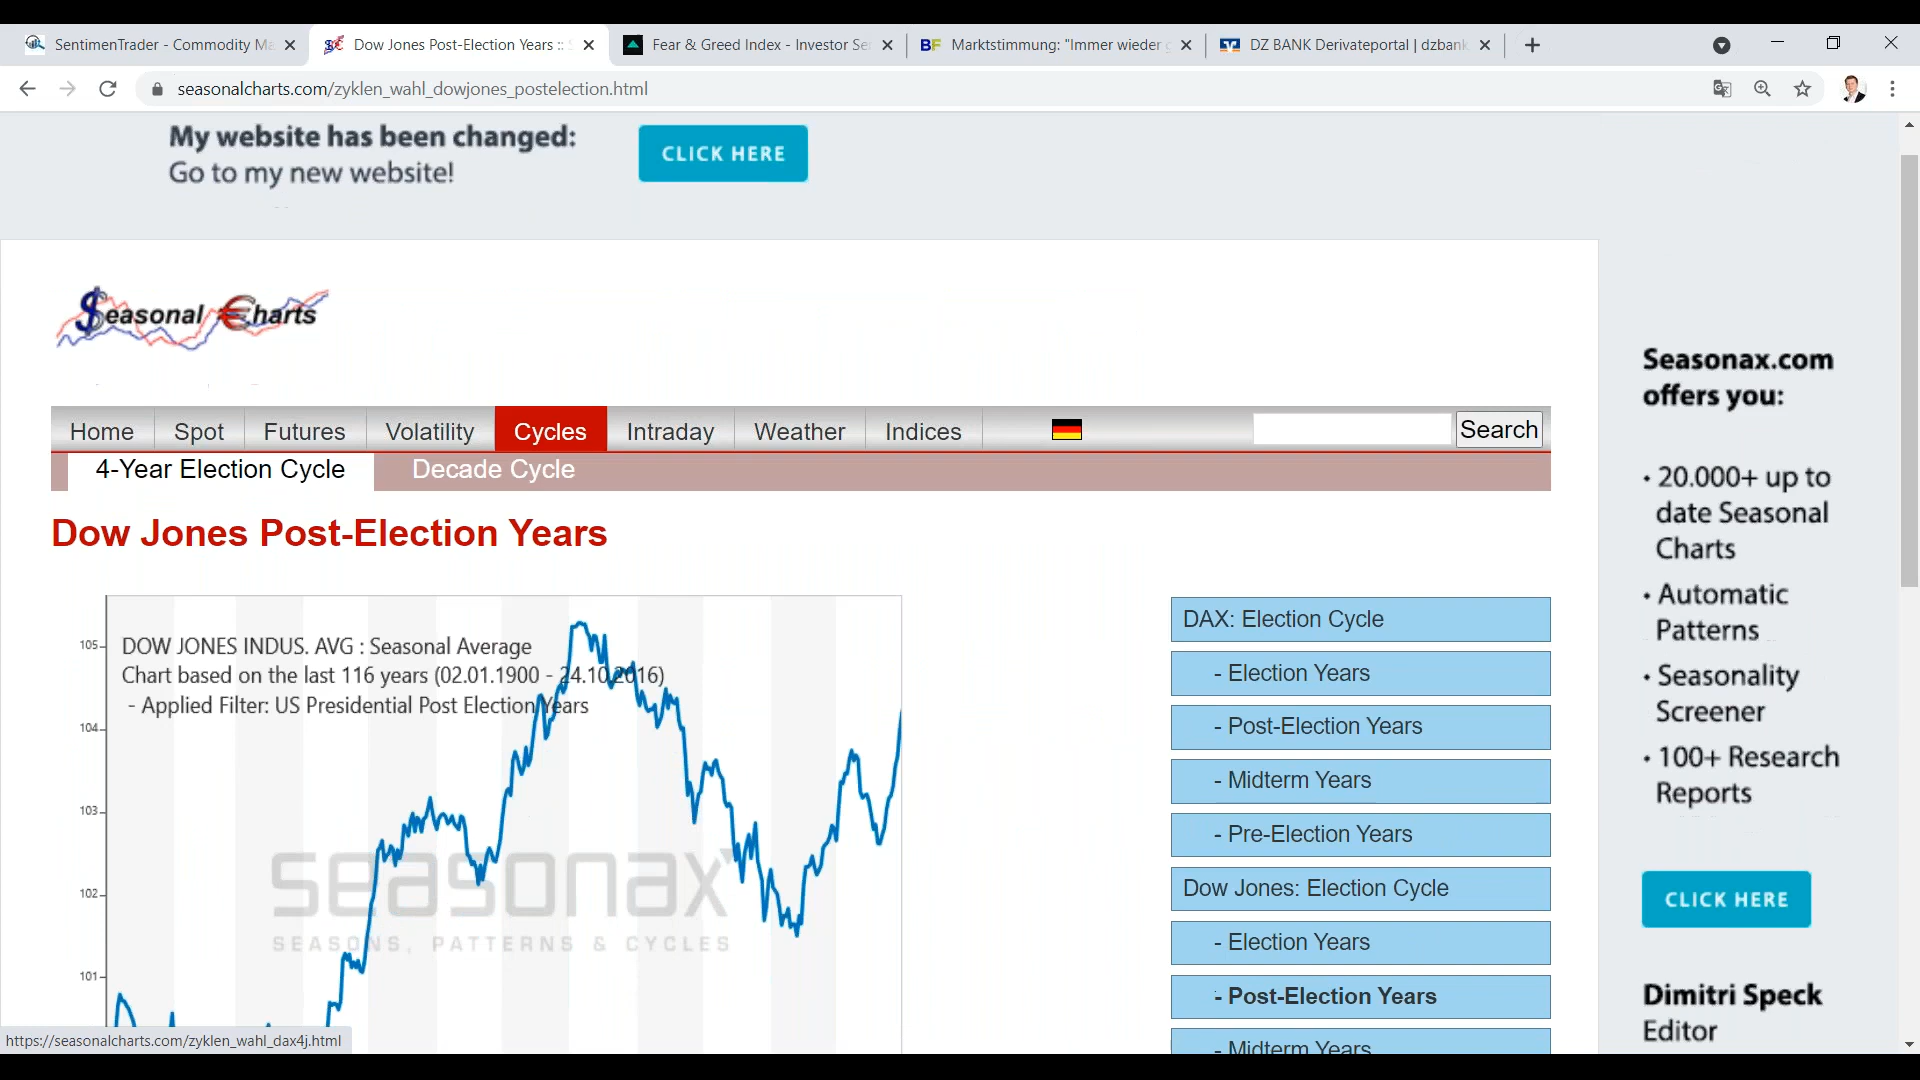 SentimenTrader - Commodity Ma
Dow Jones Post-Election Years ::
Fear & Greed Index - Investor Se
BF Marktstimmung: "Immer wieder
DZ BANK Derivateportal | dzbank
seasonalcharts.com/zyklen_wahl_dowjones_postelection.html
My website has been changed:
Go to my new website!
CLICK HERE
$easonal €harts
Home
Spot
Futures
Volatility
Cycles
Intraday
Weather
Indices
Search
4-Year Election Cycle
Decade Cycle
Dow Jones Post-Election Years
DOW JONES INDUS. AVG : Seasonal Average
Chart based on the last 116 years (02.01.1900 - 24.10.2016)
- Applied Filter: US Presidential Post Election Years
105
104
103
102
101
seasonax
SEASONS, PATTERNS & CYCLES
DAX: Election Cycle
- Election Years
- Post-Election Years
- Midterm Years
- Pre-Election Years
Dow Jones: Election Cycle
- Election Years
- Post-Election Years
- Midterm Years
Seasonax.com
offers you:
• 20.000+ up to
date Seasonal
Charts
• Automatic
Patterns
• Seasonality
Screener
• 100+ Research
Reports
CLICK HERE
Dimitri Speck
Editor
https://seasonalcharts.com/zyklen_wahl_dax4j.html